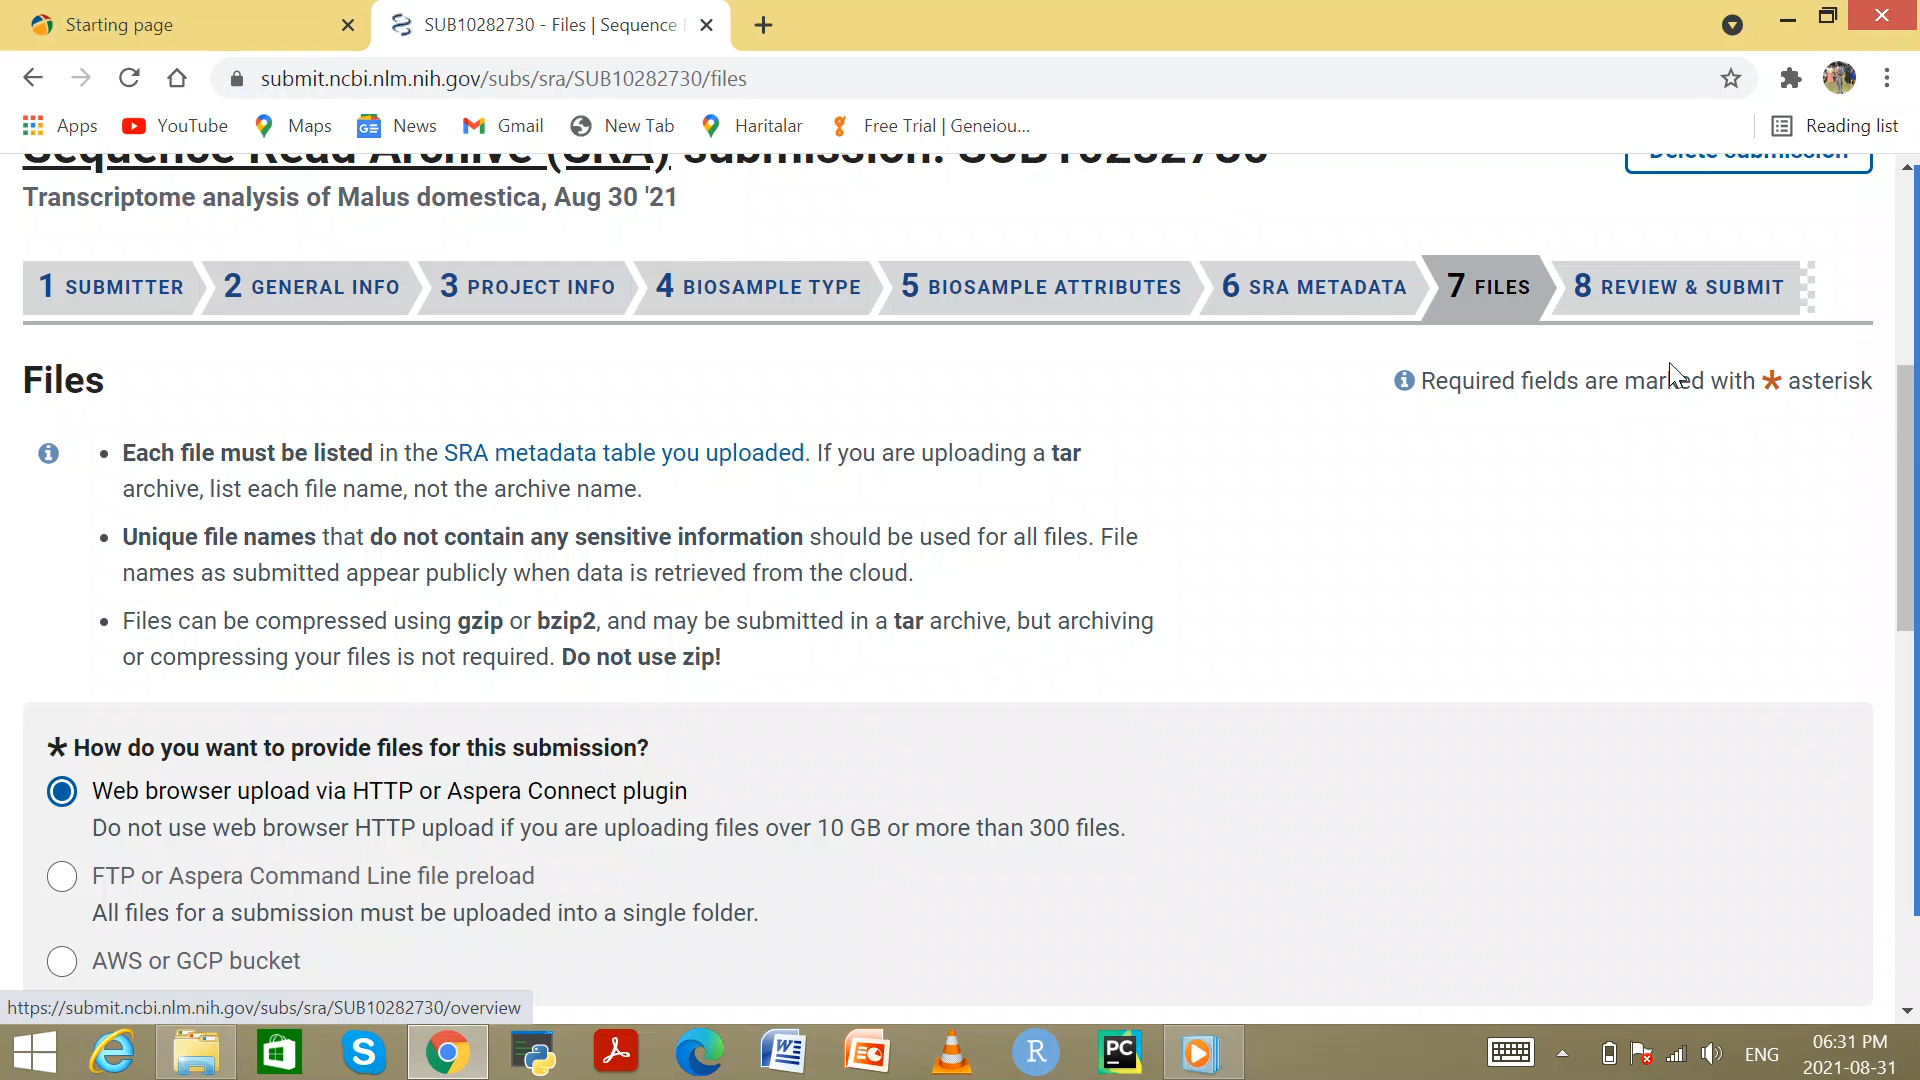 Starting page
SUB10282730 - Files | Sequence
submit.ncbi.nlm.nih.gov/subs/sra/SUB10282730/files
Apps YouTube Maps News Gmail New Tab Haritalar Free Trial | Geneiou... Reading list
Sequence Read Archive (SRA) submission: SUB10282730
Delete submission
Transcriptome analysis of Malus domestica, Aug 30 '21
1 SUBMITTER 2 GENERAL INFO 3 PROJECT INFO 4 BIOSAMPLE TYPE 5 BIOSAMPLE ATTRIBUTES 6 SRA METADATA 7 FILES 8 REVIEW & SUBMIT
Files
Required fields are marked with * asterisk
• Each file must be listed in the SRA metadata table you uploaded. If you are uploading a tar
archive, list each file name, not the archive name.
• Unique file names that do not contain any sensitive information should be used for all files. File
names as submitted appear publicly when data is retrieved from the cloud.
• Files can be compressed using gzip or bzip2, and may be submitted in a tar archive, but archiving
or compressing your files is not required. Do not use zip!
* How do you want to provide files for this submission?
Web browser upload via HTTP or Aspera Connect plugin
Do not use web browser HTTP upload if you are uploading files over 10 GB or more than 300 files.
FTP or Aspera Command Line file preload
All files for a submission must be uploaded into a single folder.
AWS or GCP bucket
https://submit.ncbi.nlm.nih.gov/subs/sra/SUB10282730/overview
ENG
06:31 PM
2021-08-31